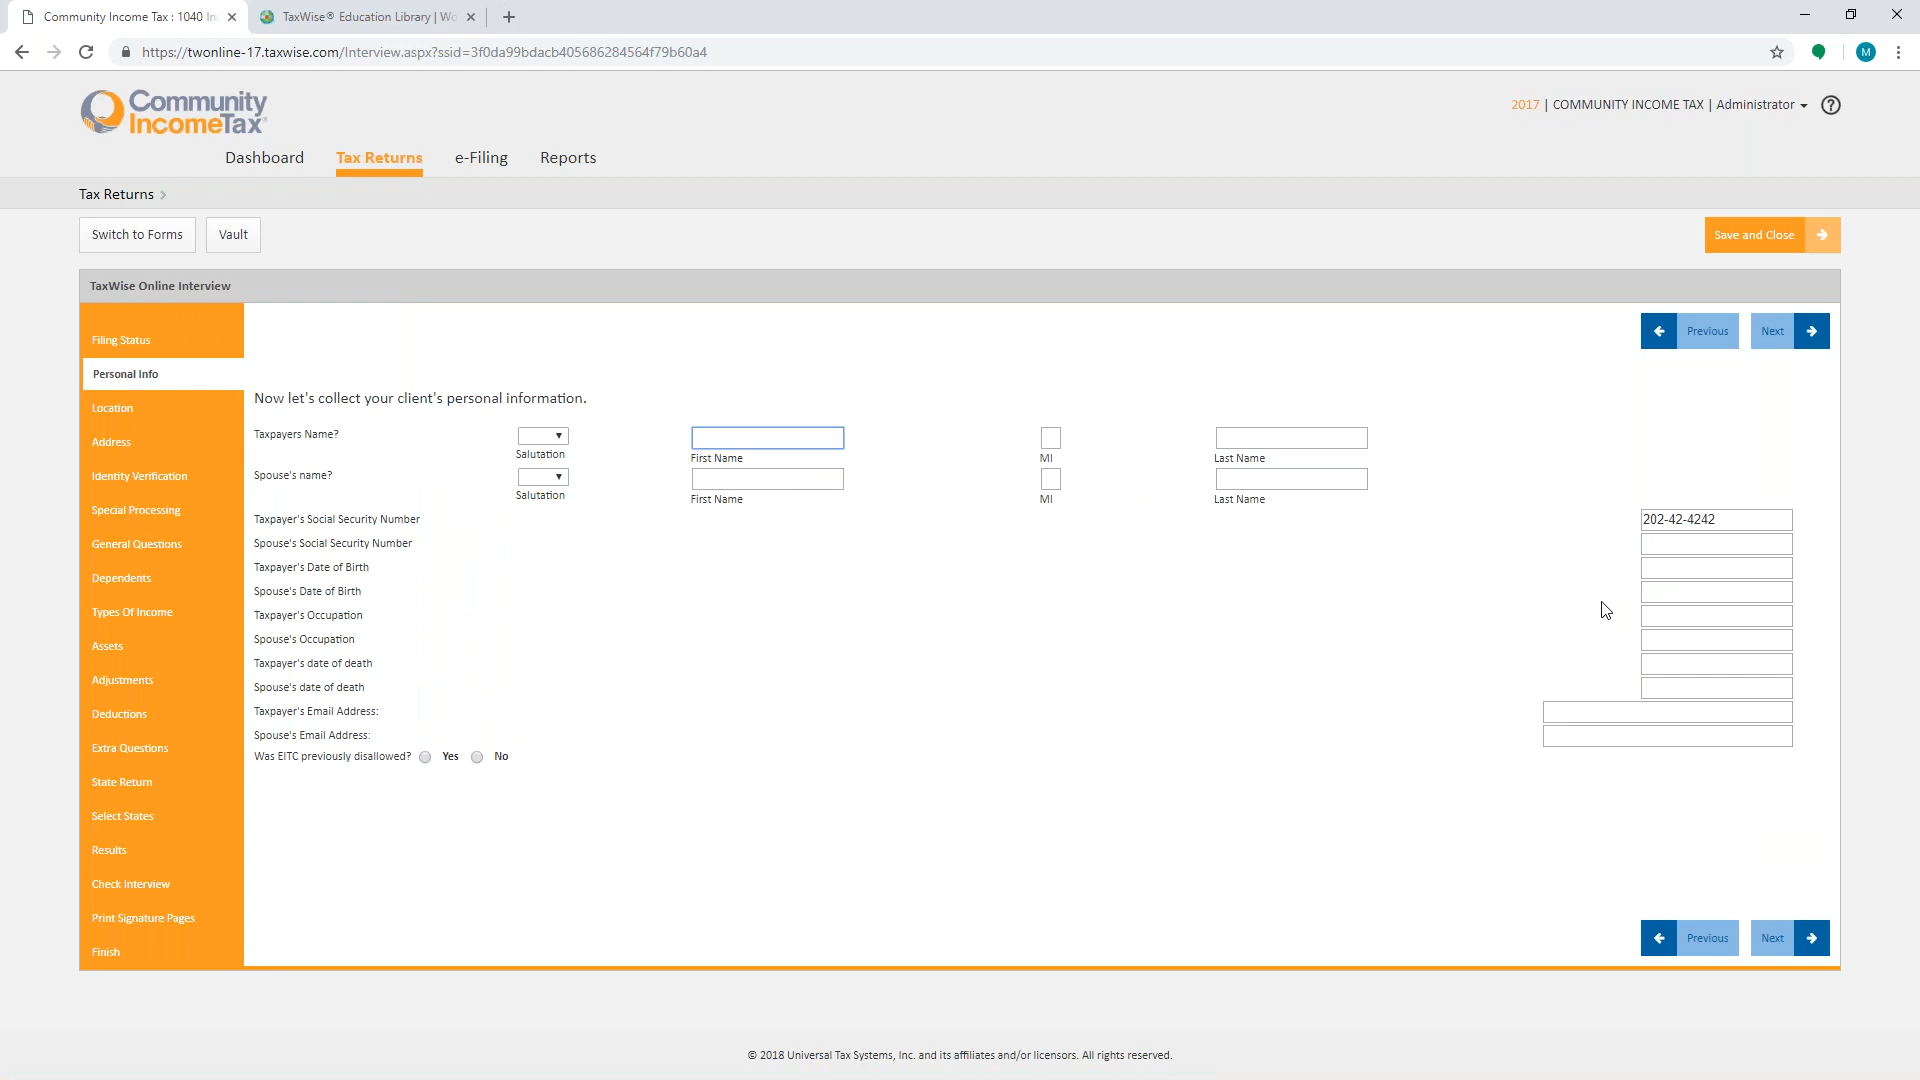 Community Income Tax : 1040 In
TaxWise® Education Library | Wo
https://twonline-17.taxwise.com/Interview.aspx?ssid=3f0da99bdacb405686284564f79b60a4
M
Community
IncomeTax
2017 | COMMUNITY INCOME TAX | Administrator
?
Dashboard Tax Returns e-Filing Reports
Tax Returns >
Switch to Forms Vault
Save and Close
TaxWise Online Interview
Previous Next
Filing Status
Personal Info
Location
Address
Identity Verification
Special Processing
General Questions
Dependents
Types Of Income
Assets
Adjustments
Deductions
Extra Questions
State Return
Select States
Results
Check Interview
Print Signature Pages
Finish
Now let's collect your client's personal information.
Taxpayers Name?
Salutation First Name MI Last Name
Spouse's name?
Salutation First Name MI Last Name
Taxpayer's Social Security Number 202-42-4242
Spouse's Social Security Number
Taxpayer's Date of Birth
Spouse's Date of Birth
Taxpayer's Occupation
Spouse's Occupation
Taxpayer's date of death
Spouse's date of death
Taxpayer's Email Address:
Spouse's Email Address:
Was EITC previously disallowed? Yes No
Previous Next
© 2018 Universal Tax Systems, Inc. and its affiliates and/or licensors. All rights reserved.